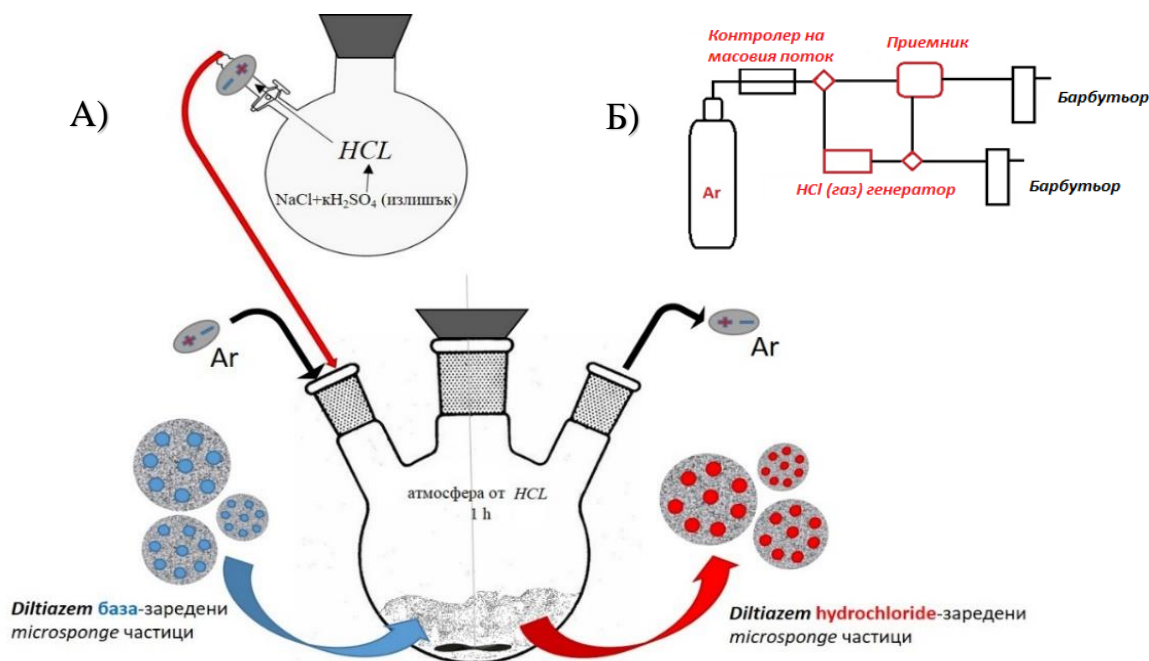 А)
HCL
NaCl+кH₂SO₄ (излишък)
Контролер на
масовия поток
Приемник
Барбутьор
Б)
Ar
HCl (газ) генератор
Барбутьор
Ar
Ar
атмосфера от HCL
1 h
Diltiazem база-заредени
microsponge частици
Diltiazem hydrochloride-заредени
microsponge частици